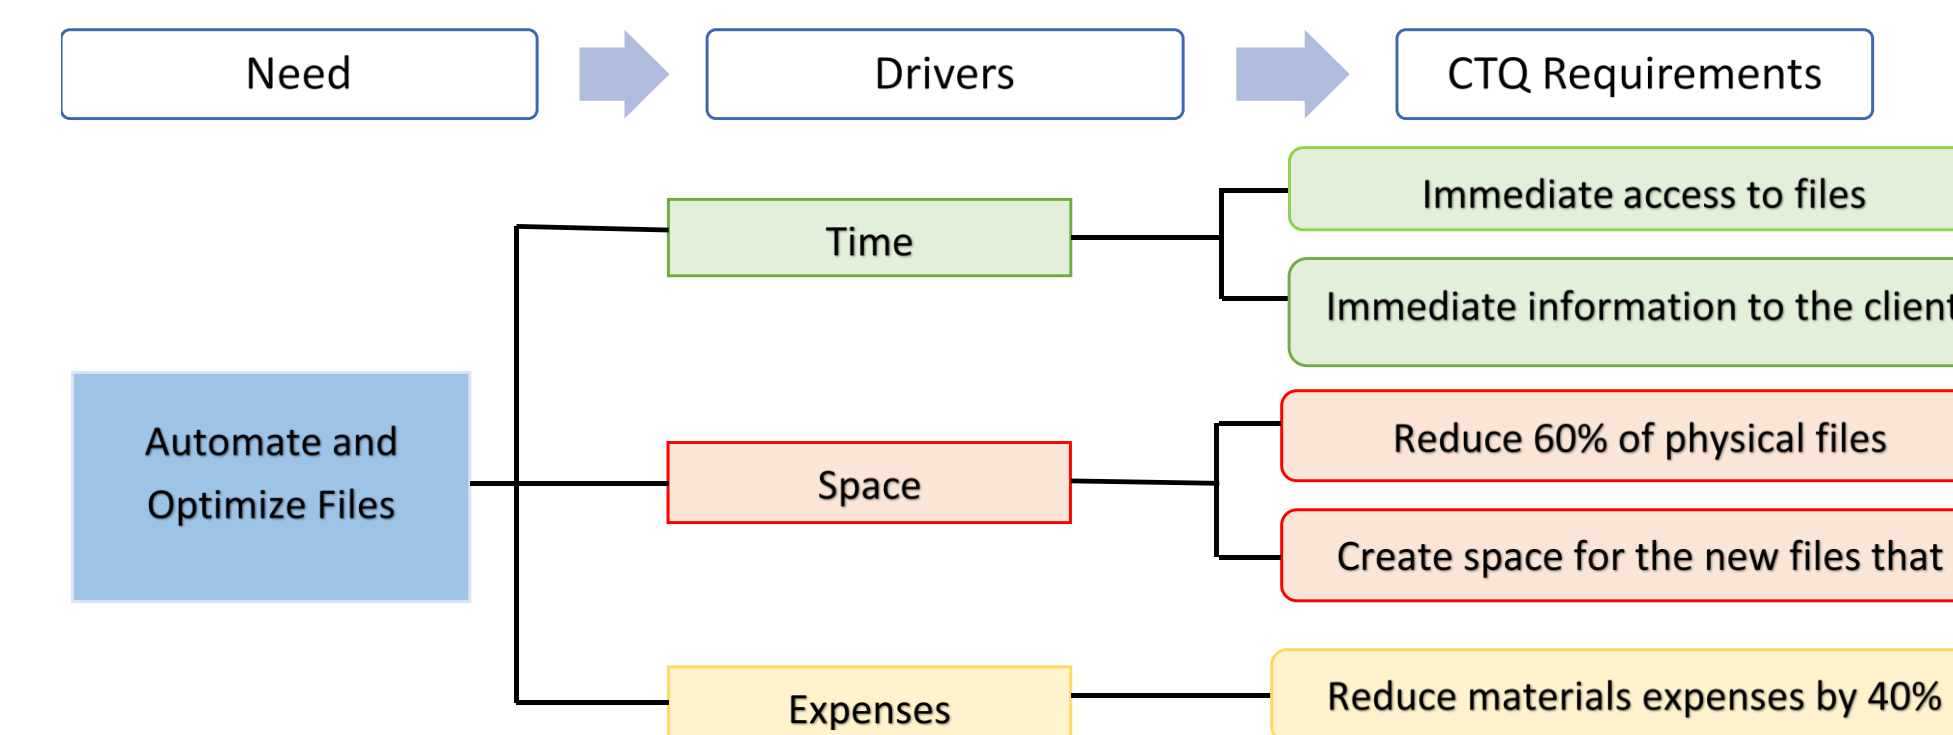 Need
Drivers
CTQ Requirements
Immediate access to files
Time
Immediate information to the client
Automate and
Optimize Files
Reduce 60% of physical files
Space
Create space for the new files that
Reduce materials expenses by 40%
Expenses